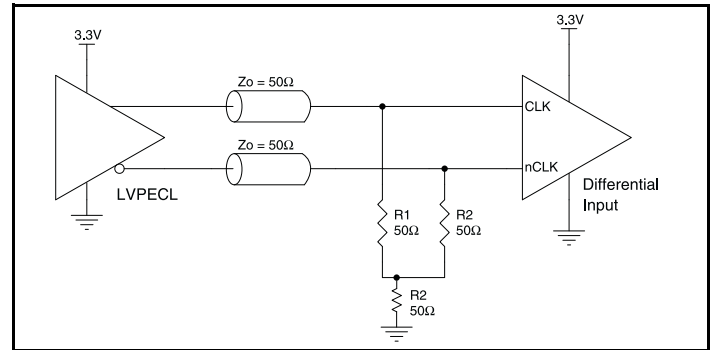 3.3V
3.3V
Zo = 50Ω
CLK
Zo = 50Ω
nCLK
LVPECL
Differential
Input
R1
50Ω
R2
50Ω
R2
50Ω